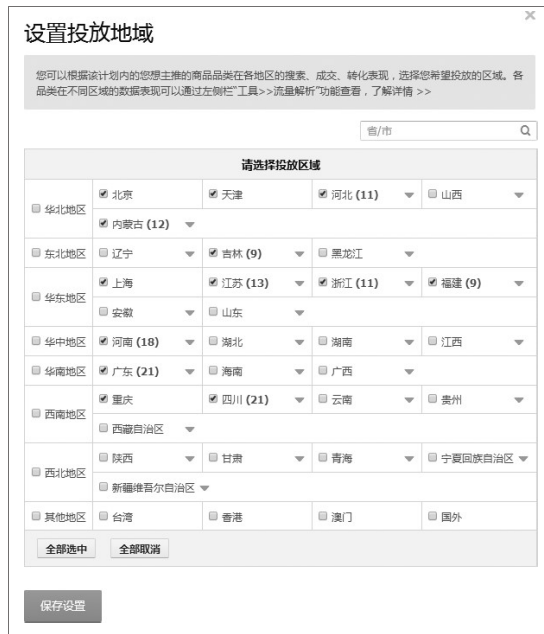 设置投放地域
您可以根据该计划内的您想主推的商品品类在各地区的搜索、成交、转化表现，选择您希望投放的区域。各
品类在不同区域的数据表现可以通过左侧栏"工具>>流量解析"功能查看，了解详情 >>
省/市
请选择投放区域
华北地区 北京 天津 河北 (11) 山西
内蒙古 (12)
东北地区 辽宁 吉林 (9) 黑龙江
华东地区 上海 江苏 (13) 浙江 (11) 福建 (9)
安徽 山东
华中地区 河南 (18) 湖北 湖南 江西
华南地区 广东 (21) 海南 广西
西南地区 重庆 四川 (21) 云南 贵州
西藏自治区
西北地区 陕西 甘肃 青海 宁夏回族自治区
新疆维吾尔自治区
其他地区 台湾 香港 澳门 国外
全部选中 全部取消
保存设置